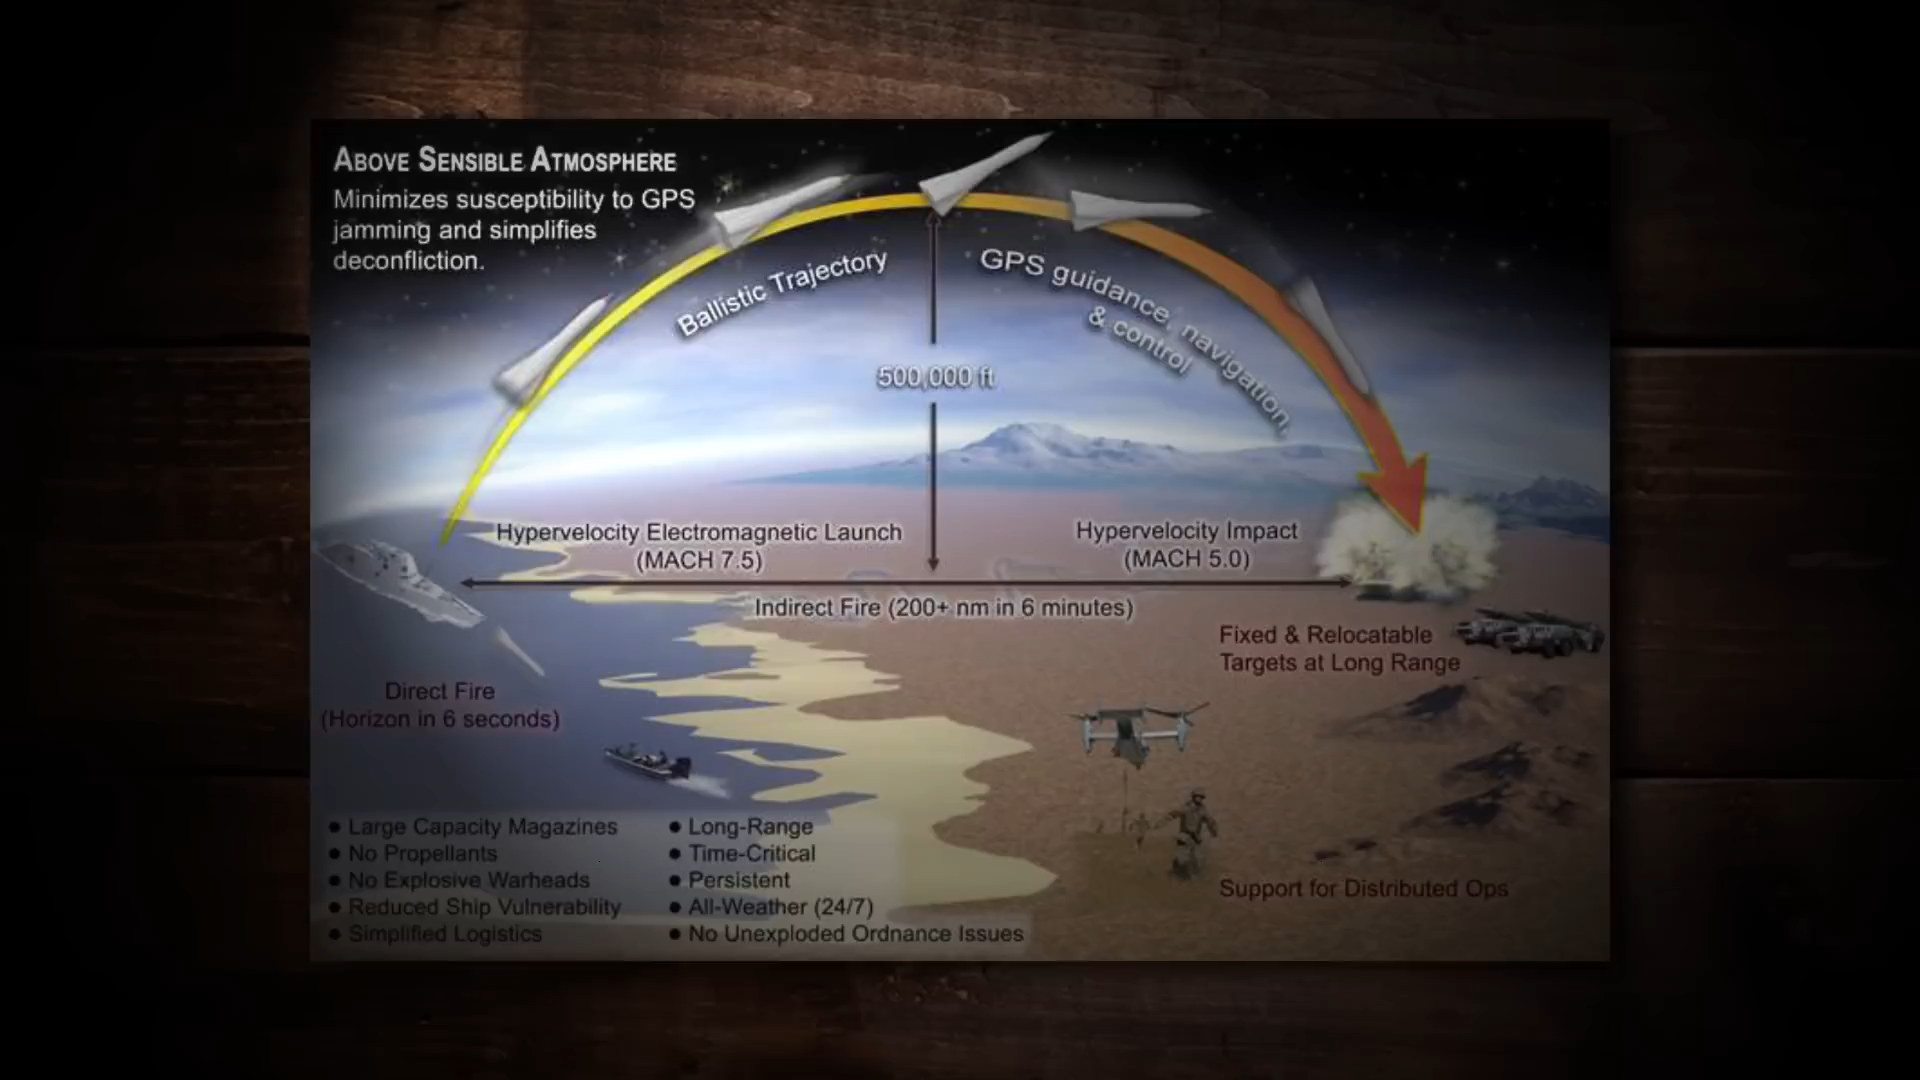 ABOVE SENSIBLE ATMOSPHERE
Minimizes susceptibility to GPS
jamming and simplifies
deconfliction.
Ballistic Trajectory
GPS guidance, navigation,
& control
500,000 ft
Hypervelocity Electromagnetic Launch
(MACH 7.5)
Hypervelocity Impact
(MACH 5.0)
Indirect Fire (200+ nm in 6 minutes)
Fixed & Relocatable
Targets at Long Range
Direct Fire
(Horizon in 6 seconds)
• Large Capacity Magazines
• No Propellants
• No Explosive Warheads
• Reduced Ship Vulnerability
• Simplified Logistics
• Long-Range
• Time-Critical
• Persistent
• All-Weather (24/7)
• No Unexploded Ordnance Issues
Support for Distributed Ops